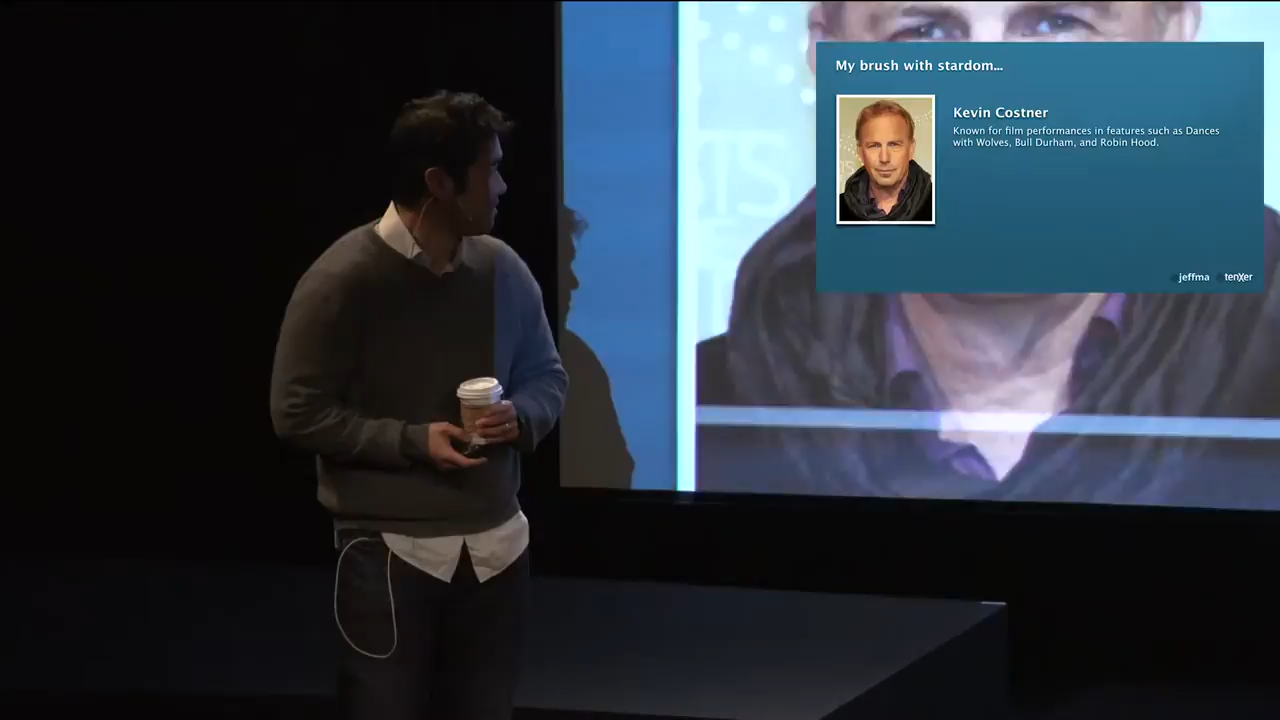 My brush with stardom...
Kevin Costner
Known for film performances in features such as Dances
with Wolves, Bull Durham, and Robin Hood.
jeffma tenXer